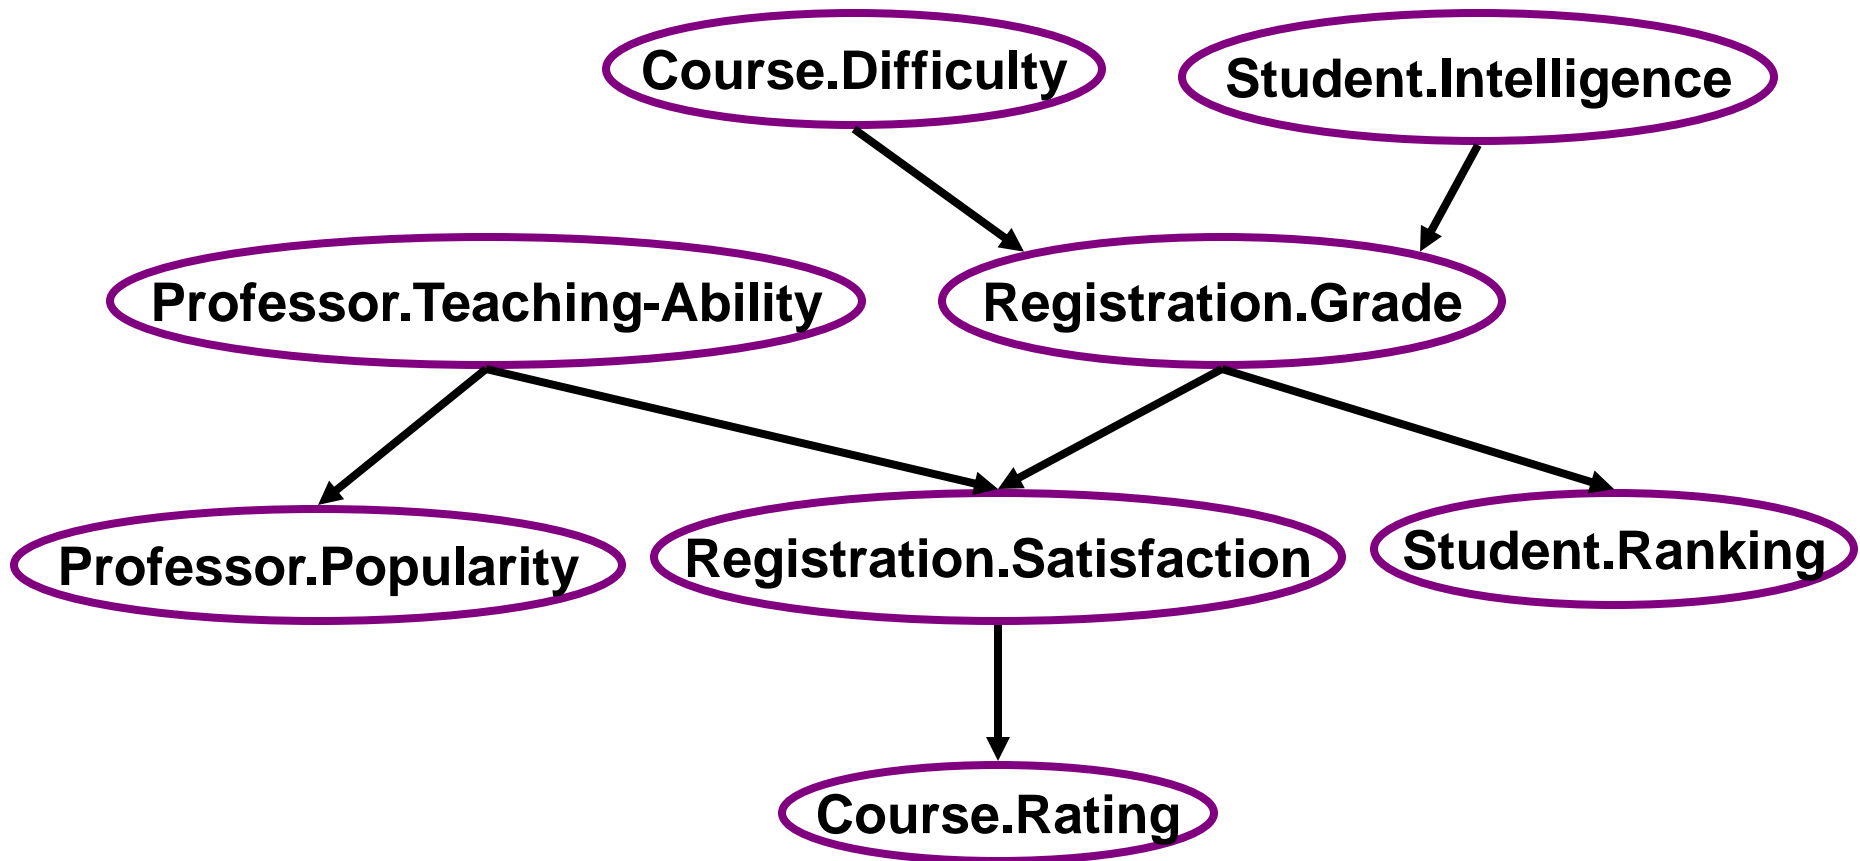 Course.Difficulty
Student.Intelligence
Professor.Teaching-Ability
Registration.Grade
Professor.Popularity
Registration.Satisfaction
Student.Ranking
Course.Rating